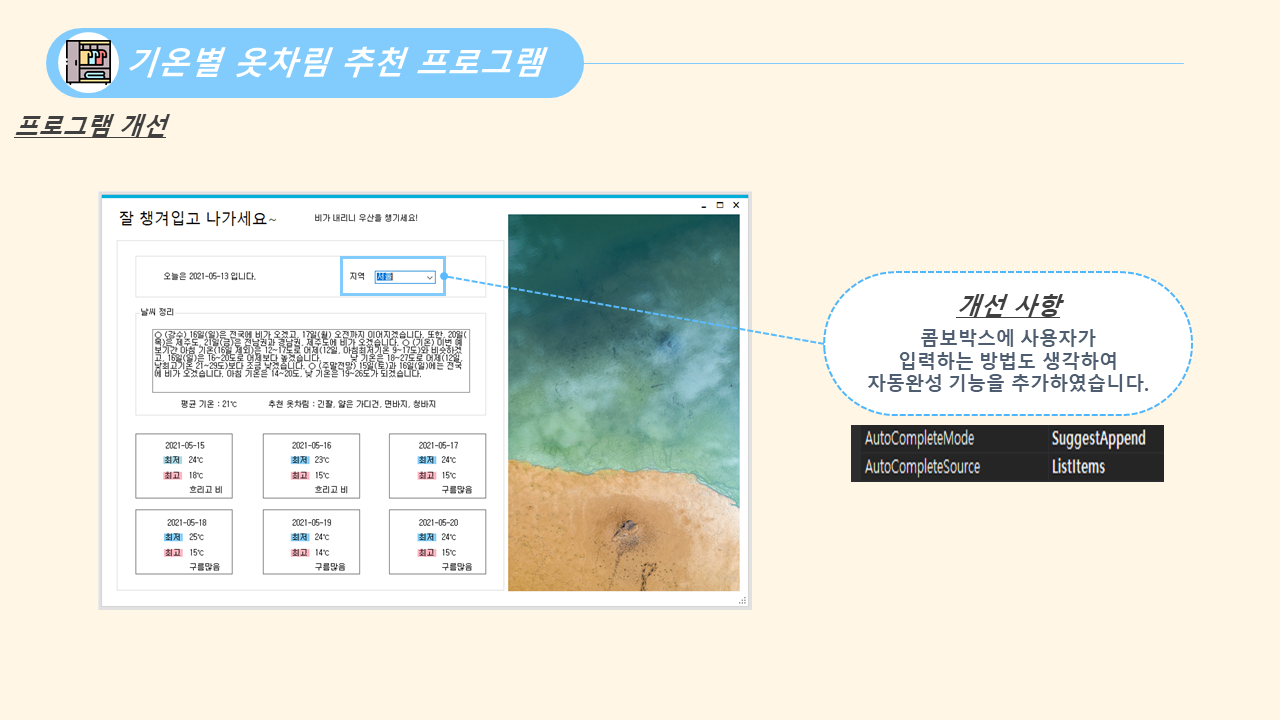 기온별 옷차림 추천 프로그램
프로그램 개선
잘 챙겨입고 나가세요~
비가 내리니 우산을 챙기세요!
오늘은 2021-05-13 입니다.
지역
서울
날씨 정리
○ (강수) 16일(일)은 전국에 비가 오겠고, 17일(월) 오전까지 이어지겠습니다. 또한, 20일(
목)은 제주도, 21일(금)은 전남권과 경남권, 제주도에 비가 오겠습니다. ○ (기온) 이번 예
보기간 아침 기온(16일 제외)은 12~17도로 어제(12일, 아침최저기온 9~17도)와 비슷하겠
고, 16일(일)은 16~20도로 어제보다 높겠습니다.
낮 기온은 18~27도로 어제(12일,
낮최고기온 21~29도)보다 조금 낮겠습니다. ○ (주말전망) 15일(토)과 16일(일)에는 전국
에 비가 오겠습니다. 아침 기온은 14~20도, 낮 기온은 19~26도가 되겠습니다.
평균 기온 : 21℃
추천 옷차림 : 긴팔, 얇은 가디건, 면바지, 청바지
2021-05-15
최저 24℃
최고 18℃
흐리고 비
2021-05-16
최저 23℃
최고 15℃
흐리고 비
2021-05-17
최저 24℃
최고 15℃
구름많음
2021-05-18
최저 25℃
최고 15℃
구름많음
2021-05-19
최저 24℃
최고 14℃
구름많음
2021-05-20
최저 24℃
최고 15℃
구름많음
개선 사항
콤보박스에 사용자가
입력하는 방법도 생각하여
자동완성 기능을 추가하였습니다.
AutoCompleteMode SuggestAppend
AutoCompleteSource ListItems